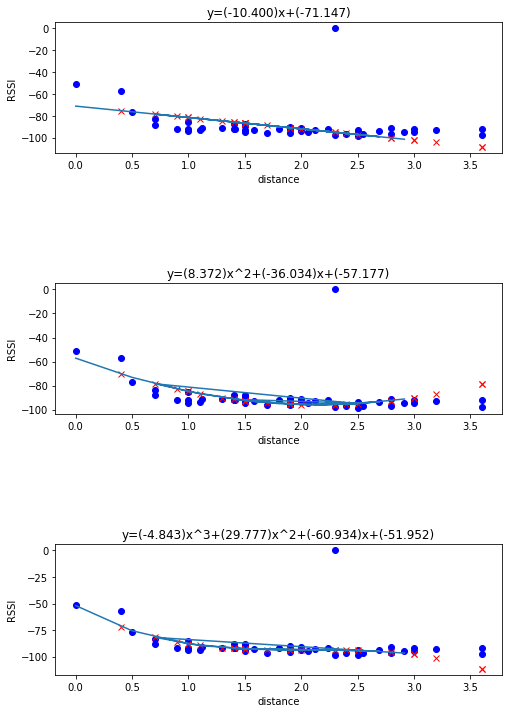 y=(-10.400)x+(-71.147)
0
−20
−40
−60
−80
−100
RSSI
0.0 0.5 1.0 1.5 2.0 2.5 3.0 3.5
distance
y=(8.372)x^2+(-36.034)x+(-57.177)
0
−20
−40
−60
−80
−100
RSSI
0.0 0.5 1.0 1.5 2.0 2.5 3.0 3.5
distance
y=(-4.843)x^3+(29.777)x^2+(-60.934)x+(-51.952)
0
−25
−50
−75
−100
RSSI
0.0 0.5 1.0 1.5 2.0 2.5 3.0 3.5
distance